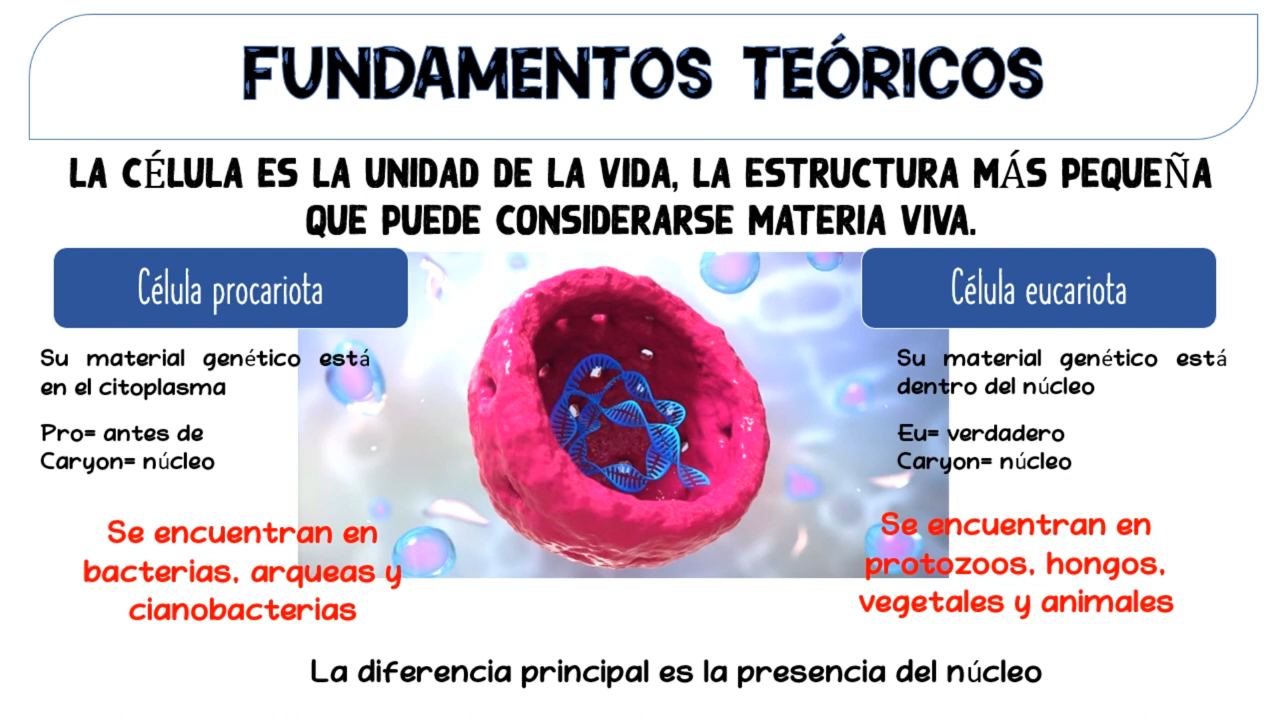 FUNDAMENTOS TEÓRICOS
LA CÉLULA ES LA UNIDAD DE LA VIDA, LA ESTRUCTURA MÁS PEQUEÑA
QUE PUEDE CONSIDERARSE MATERIA VIVA.
Célula procariota
Su material genético está
en el citoplasma
Pro= antes de
Caryon= núcleo
Se encuentran en
bacterias, arqueas y
cianobacterias
Célula eucariota
Su material genético está
dentro del núcleo
Eu= verdadero
Caryon= núcleo
Se encuentran en
protozoos, hongos,
vegetales y animales
La diferencia principal es la presencia del núcleo